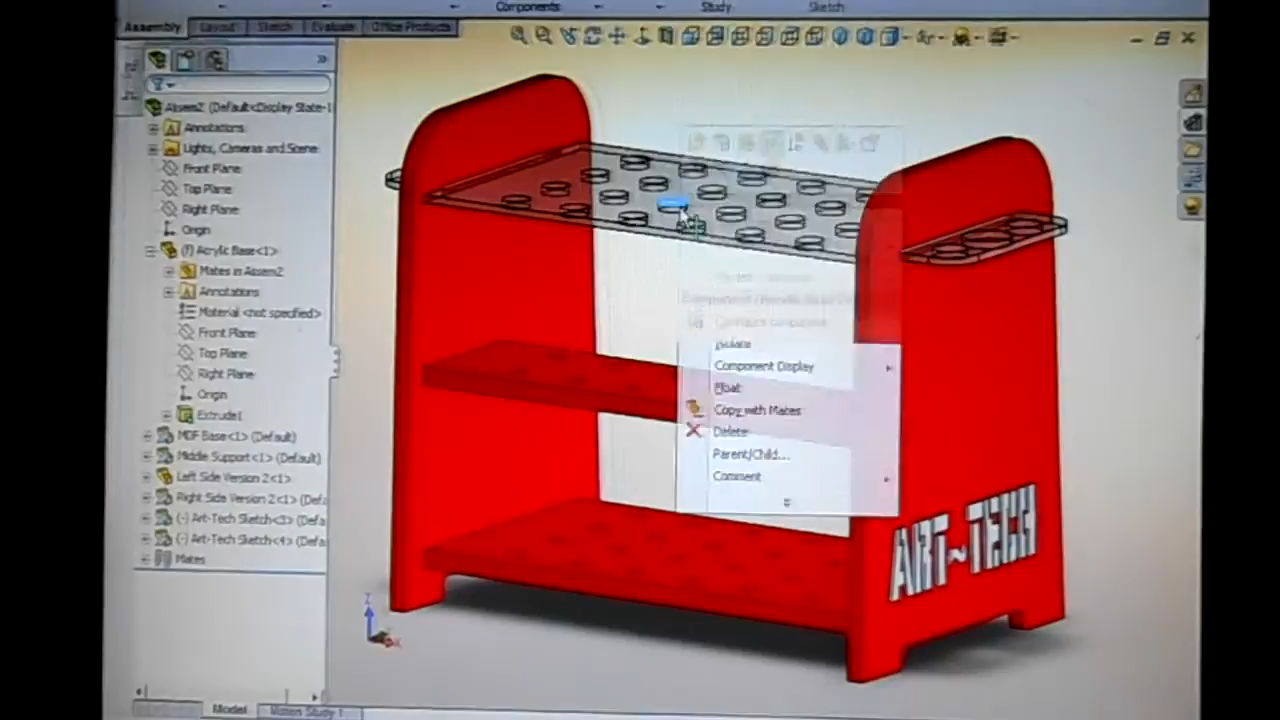 Components
Study
Sketch
Assembly
Layout
Sketch
Evaluate
Office Products
Assem2 (Default<Display State-1
Annotations
Lights, Cameras and Scene
Front Plane
Top Plane
Right Plane
Origin
(f) Acrylic Base<1>
Mates in Assem2
Annotations
Material <not specified>
Front Plane
Top Plane
Right Plane
Origin
Extrude1
MDF Base<1> (Default)
Middle Support<1> (Default)
Left Side Version 2<1>
Right Side Version 2<1> (Defa
(-) Art-Tech Sketch<3> (Defa
(-) Art-Tech Sketch<4> (Defa
Mates
Isolate
Component Display
Float
Copy with Mates
Delete
Parent/Child...
Comment
ART~TECH
Z
X
Model
Motion Study 1